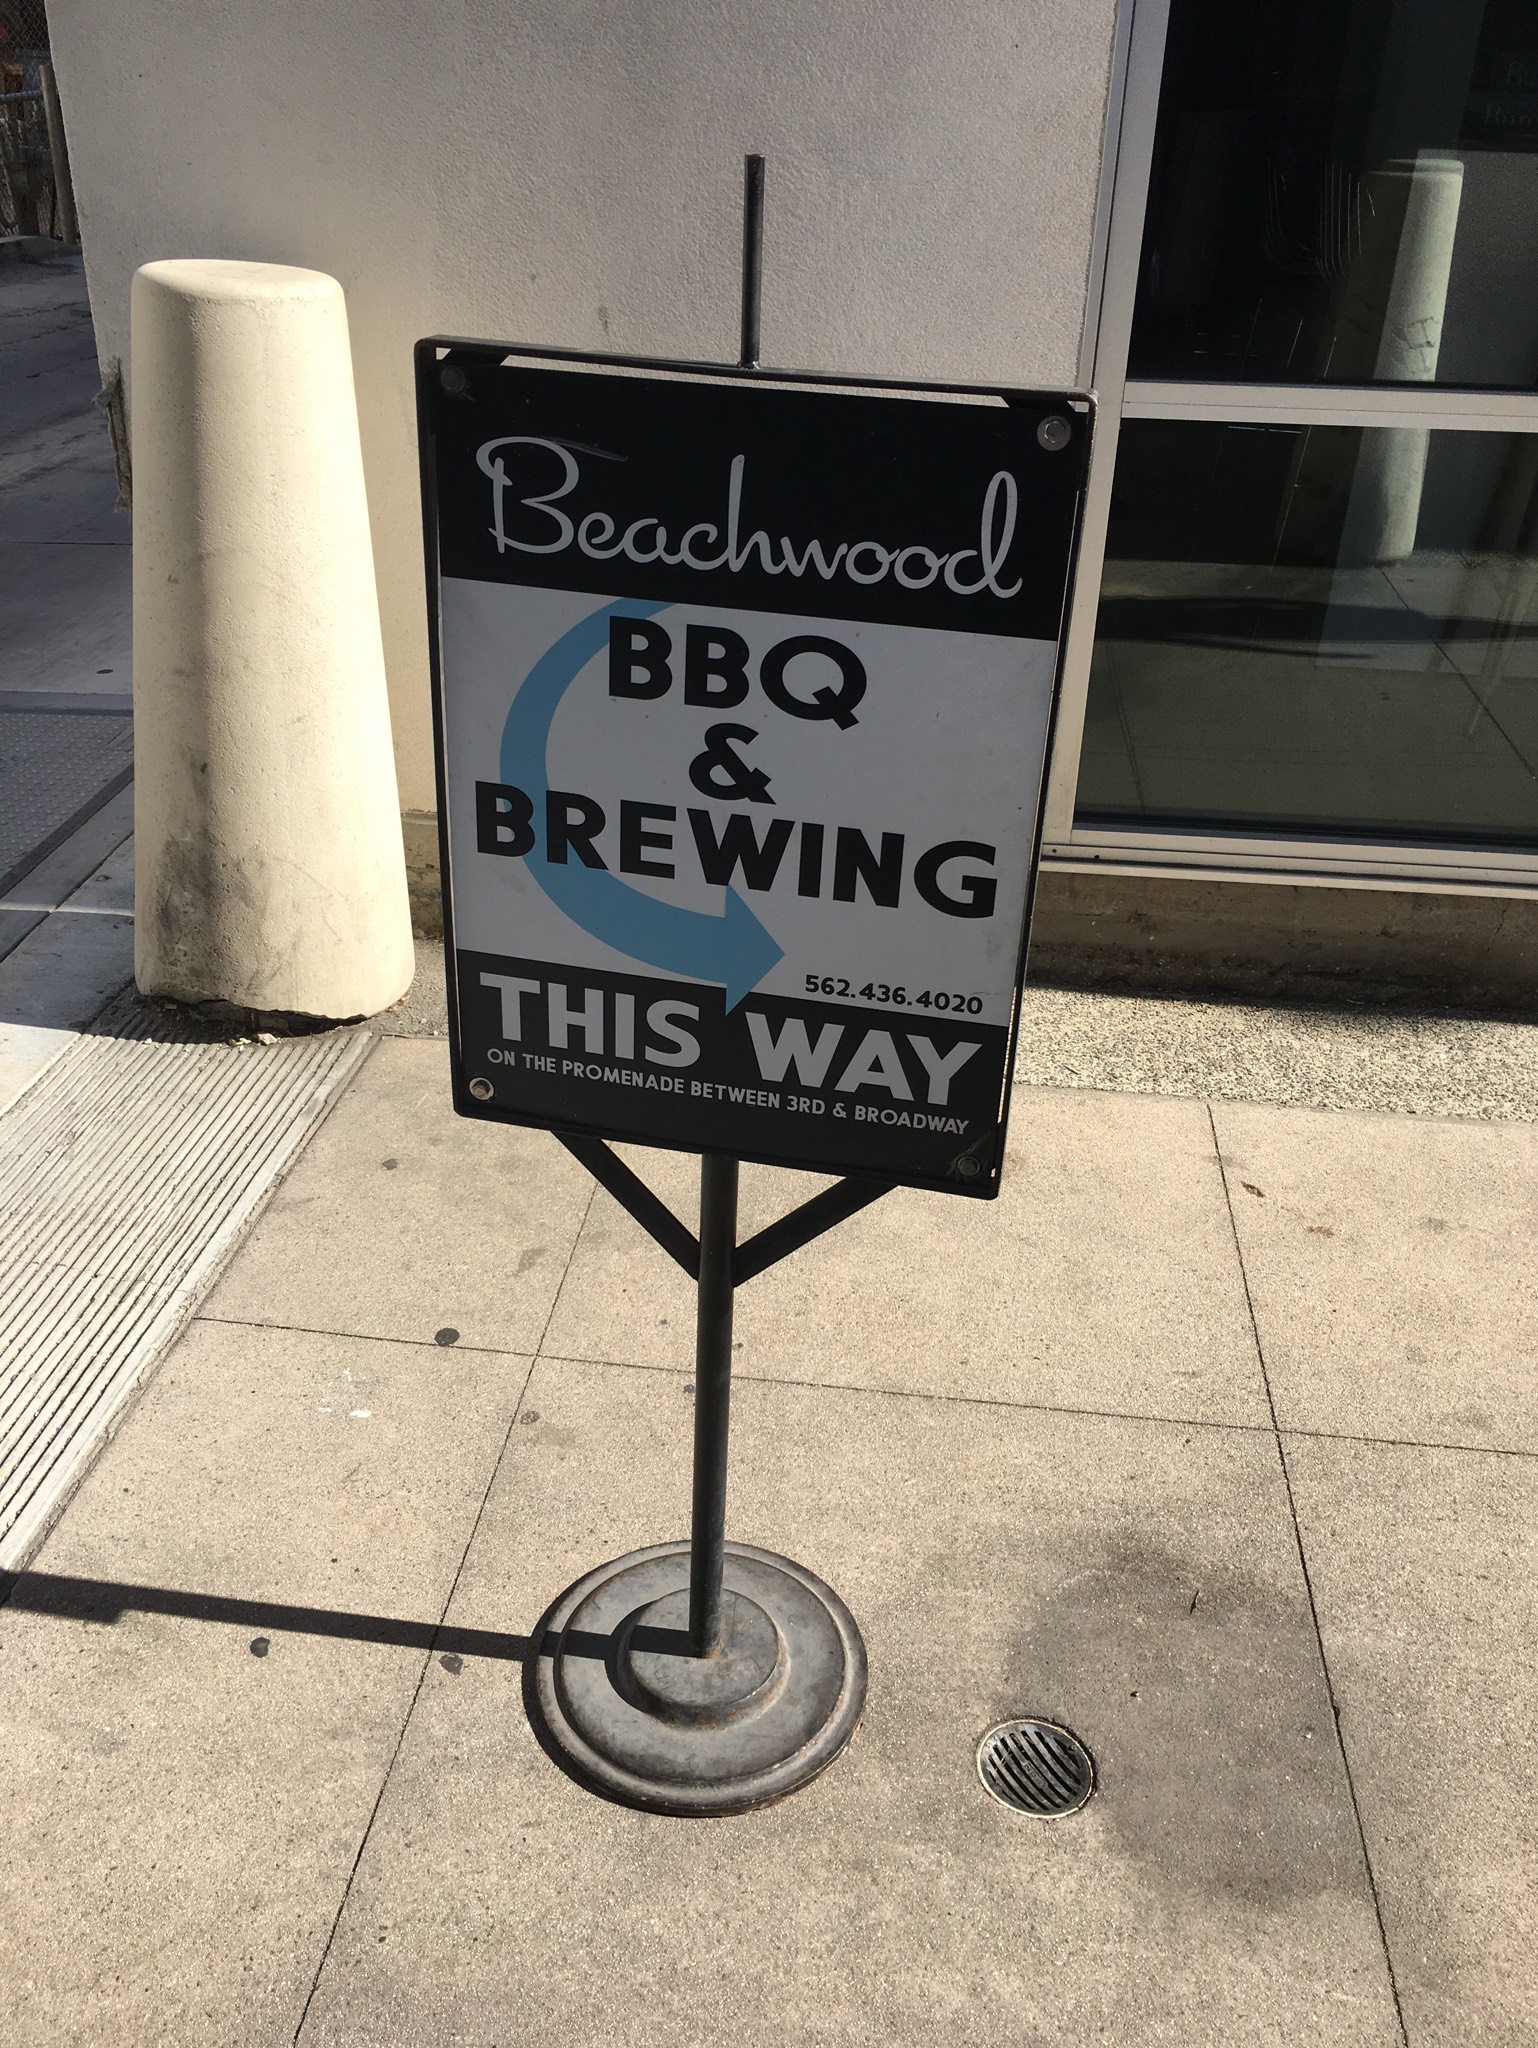 Beachwood
BBQ
&
BREWING
562.436.4020
THIS WAY
ON THE PROMENADE BETWEEN 3RD & BROADWAY